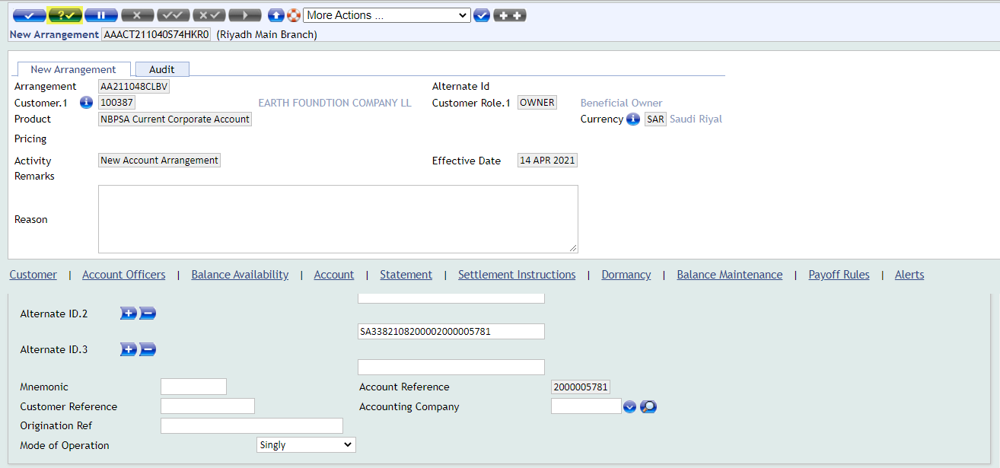 More Actions ...
New Arrangement AAACT211040S74HKR0 (Riyadh Main Branch)
New Arrangement Audit
Arrangement AA211048CLBV Alternate Id
Customer.1 100387 EARTH FOUNDTION COMPANY LL Customer Role.1 OWNER Beneficial Owner
Product NBPSA Current Corporate Account Currency SAR Saudi Riyal
Pricing
Activity New Account Arrangement Effective Date 14 APR 2021
Remarks
Reason
Customer | Account Officers | Balance Availability | Account | Statement | Settlement Instructions | Dormancy | Balance Maintenance | Payoff Rules | Alerts
Alternate ID.2
SA3382108200002000005781
Alternate ID.3
Mnemonic Account Reference 2000005781
Customer Reference Accounting Company
Origination Ref
Mode of Operation Singly